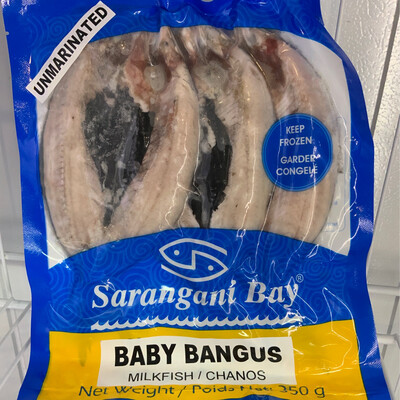 UNMARINATED
KEEP
FROZEN
GARDER
CONGELÉ
Sarangani Bay®
BABY BANGUS
MILKFISH / CHANOS
Net Weight / Poids Net: 350 g